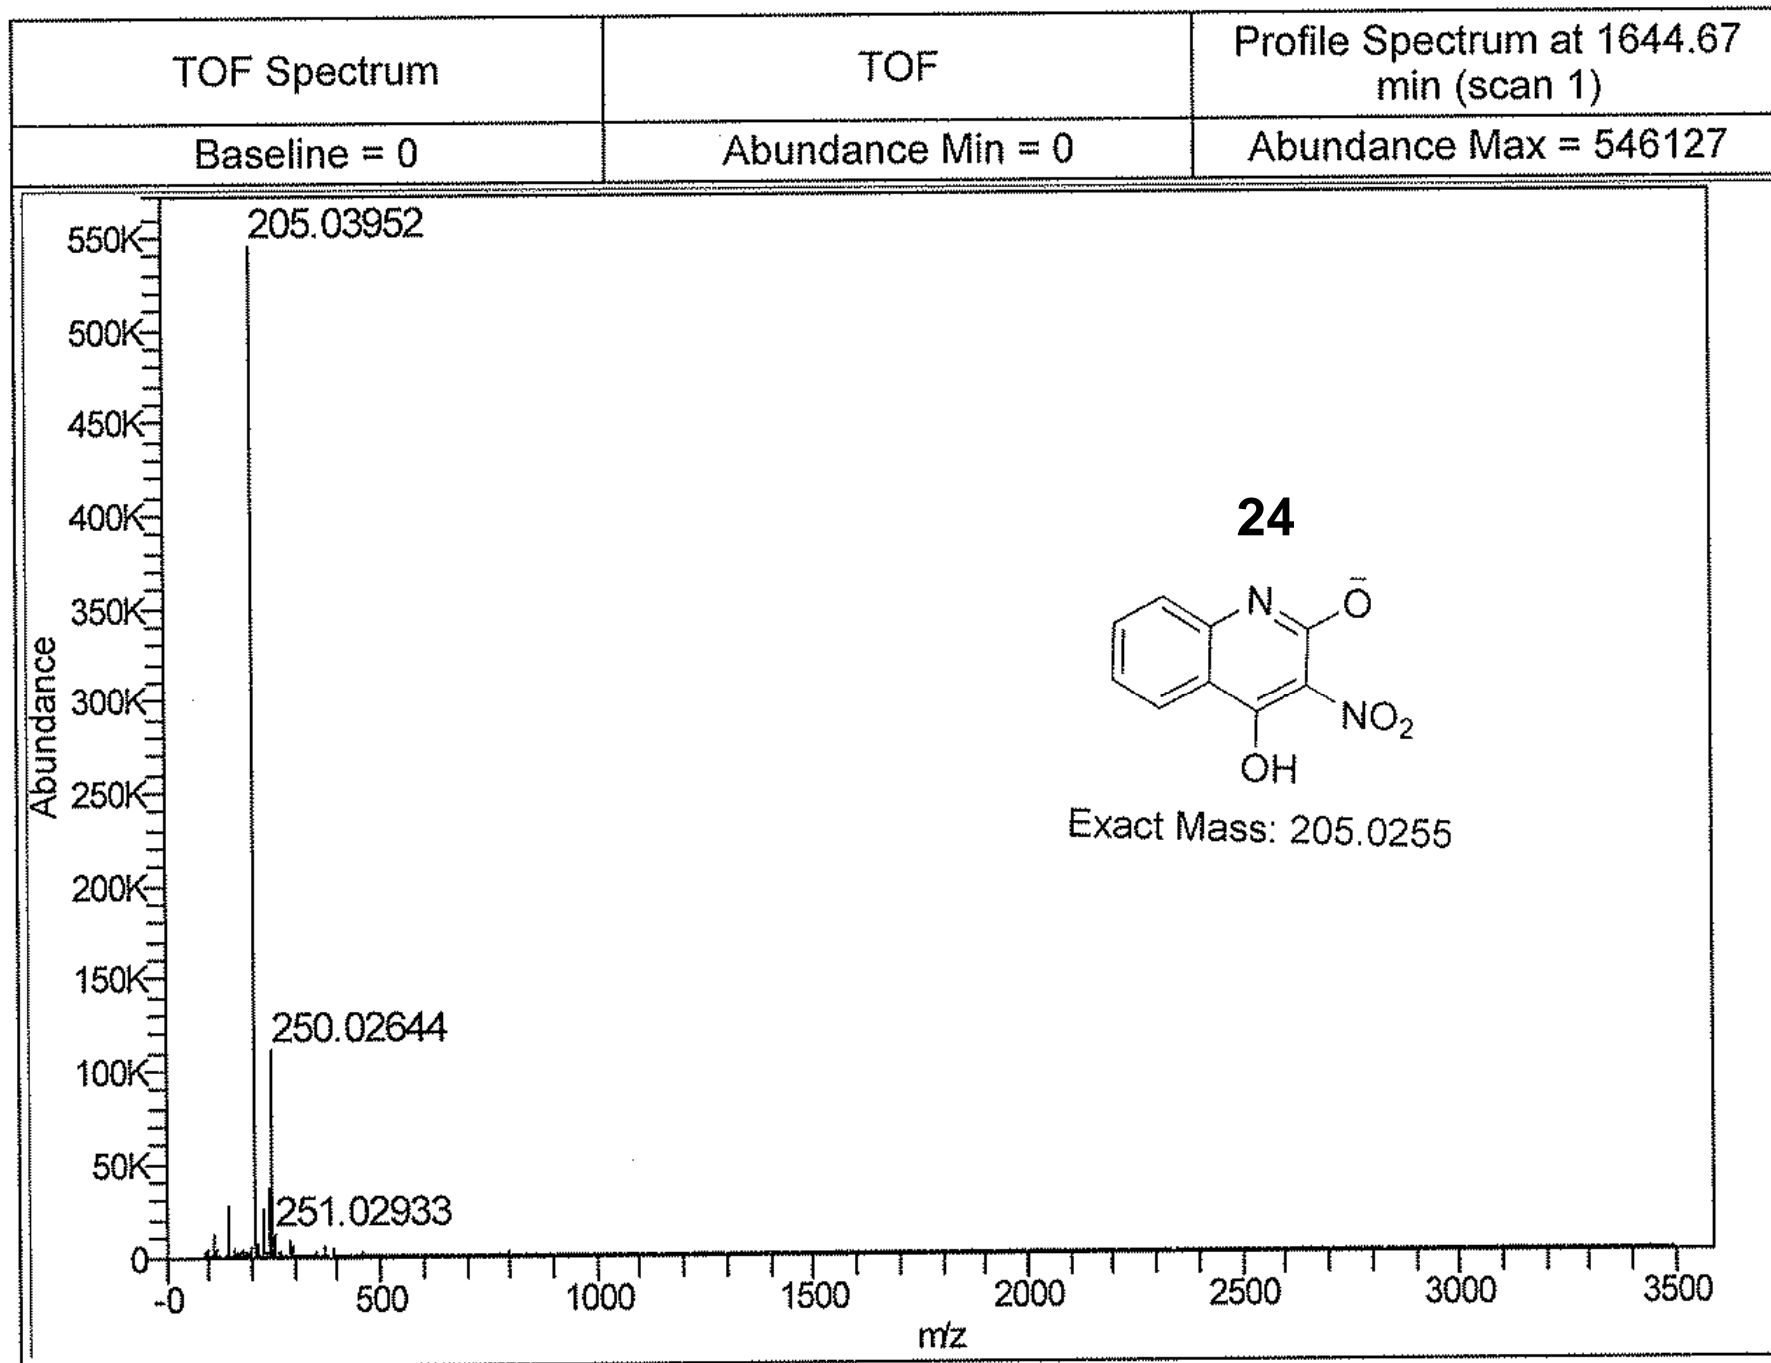 TOF Spectrum
TOF
Profile Spectrum at 1644.67
min (scan 1)
Baseline = 0
Abundance Min = 0
Abundance Max = 546127
205.03952
550K
500K
450K
400K
350K
300K
250K
200K
150K
100K
50K
0
Abundance
250.02644
251.02933
24
N
O
NO2
OH
Exact Mass: 205.0255
-0
500
1000
1500
2000
2500
3000
3500
m/z